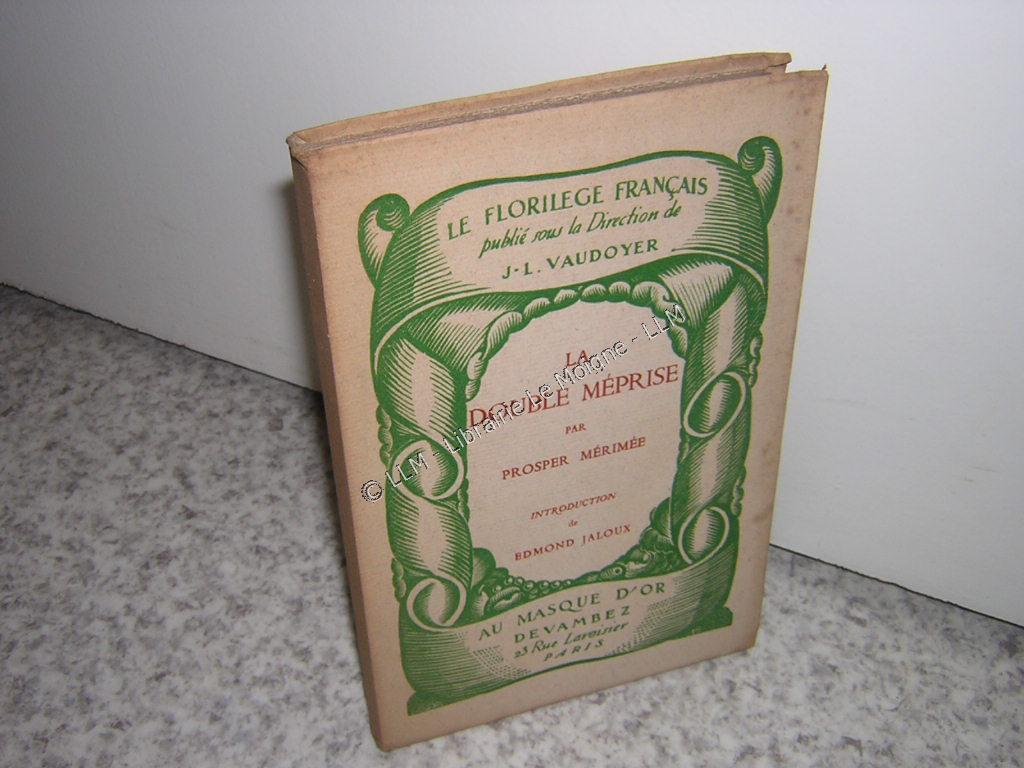 LE FLORILEGE FRANÇAIS
publié sous la Direction de
J-L. VAUDOYER
LA
DOUBLE MÉPRISE
PAR
PROSPER MÉRIMÉE
INTRODUCTION
de
EDMOND JALOUX
AU MASQUE D'OR
DEVAMBEZ
23 Rue Lavoisier
PARIS
© LLM - Librairie Le Moigne - LLM